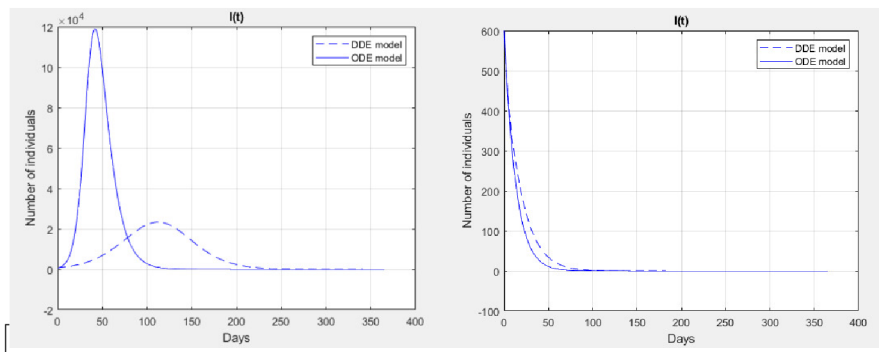 I(t)
×10⁴
12
10
8
6
4
2
0
-2
0 50 100 150 200 250 300 350 400
Number of individuals
Days
DDE model
ODE model
I(t)
600
500
400
300
200
100
0
-100
0 50 100 150 200 250 300 350 400
Number of individuals
Days
DDE model
ODE model